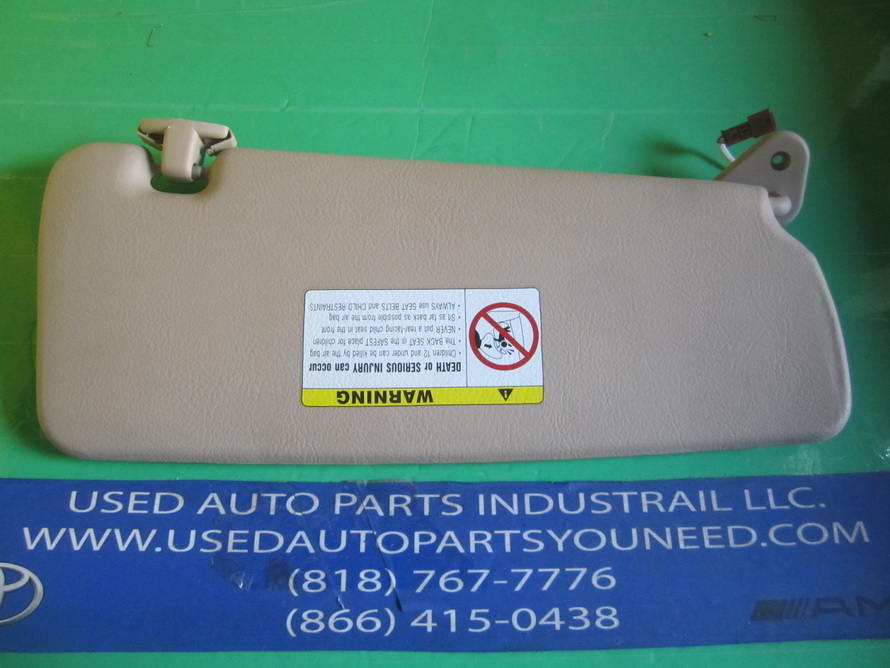 WARNING
DEATH or SERIOUS INJURY can occur
• Children 12 and under can be killed by the air bag
• The BACK SEAT is the SAFEST place for children
• NEVER put a rear-facing child seat in the front
• Sit as far back as possible from the air bag
• ALWAYS use SEAT BELTS and CHILD RESTRAINTS
USED AUTO PARTS INDUSTRAIL LLC.
WWW.USEDAUTOPARTSYOUNEED.COM
(818) 767-7776
(866) 415-0438
AM